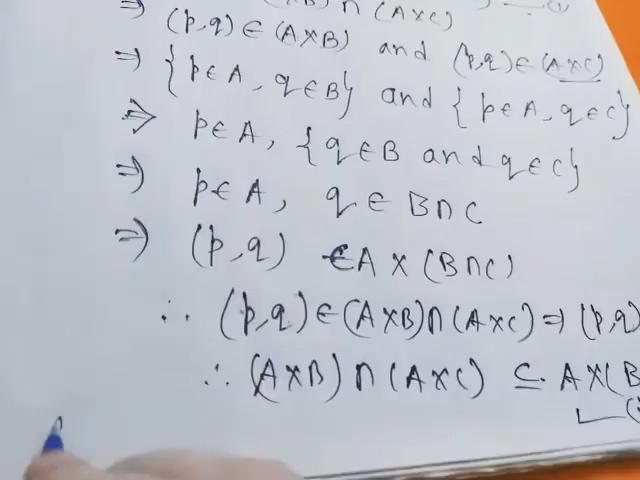 ⇒ (p,q) ∈ (A×B) and (p,q) ∈ (A×C)
⇒ {p∈A, q∈B} and {p∈A, q∈C}
⇒ p∈A, {q∈B and q∈C}
⇒ p∈A, q∈B∩C
⇒ (p,q) ∈ A×(B∩C)
∴ (p,q)∈(A×B)∩(A×C) ⇒ (p,q)
∴ (A×B)∩(A×C) ⊆ A×(B